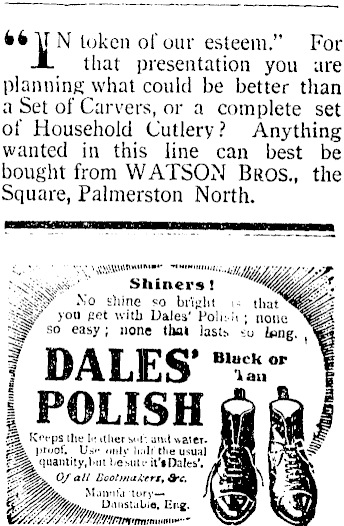 “IN token of our esteem.” For
that presentation you are
planning what could be better than
a Set of Carvers, or a complete set
of Household Cutlery? Anything
wanted in this line can best be
bought from WATSON BROS., the
Square, Palmerston North.
Shiners!
No shine so bright is that
you get with Dales' Polish; none
so easy; none that lasts so long.
DALES'
POLISH
Black or
Tan
Keeps the leather soft and water-
proof. Use only half the usual
quantity, but be sure it's Dales'.
Of all Bootmakers, &c.
Manufactory—
Dunstable, Eng.